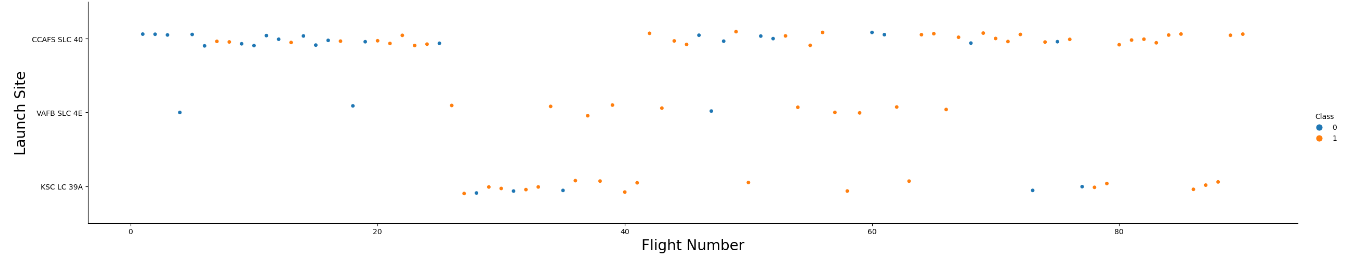 Launch Site
CCAFS SLC 40
VAFB SLC 4E
KSC LC 39A
0 20 40 60 80
Flight Number
Class
0
1